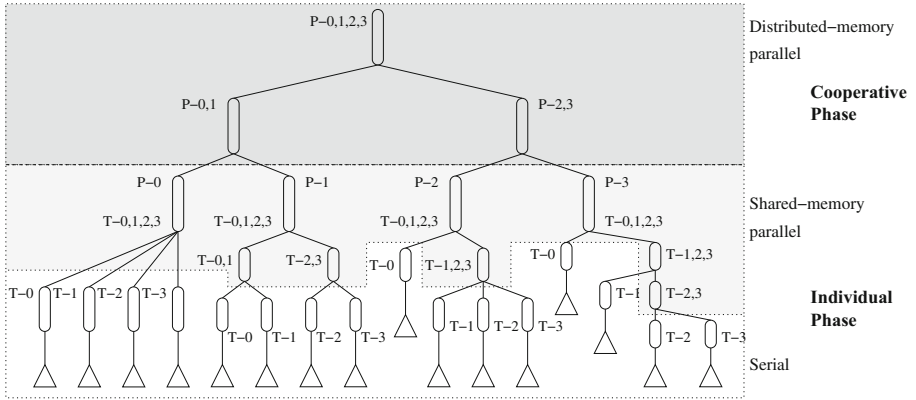 P−0,1,2,3
Distributed−memory
parallel
Cooperative
Phase
P−0,1
P−2,3
P−0
P−1
P−2
P−3
T−0,1,2,3
T−0,1,2,3
T−0,1,2,3
T−0,1,2,3
Shared−memory
parallel
T−0,1
T−2,3
T−0
T−1,2,3
T−0
T−1,2,3
T−0
T−1
T−2
T−3
T−1
T−2,3
Individual
Phase
T−0
T−1
T−2
T−3
T−1
T−2
T−3
T−2
T−3
Serial